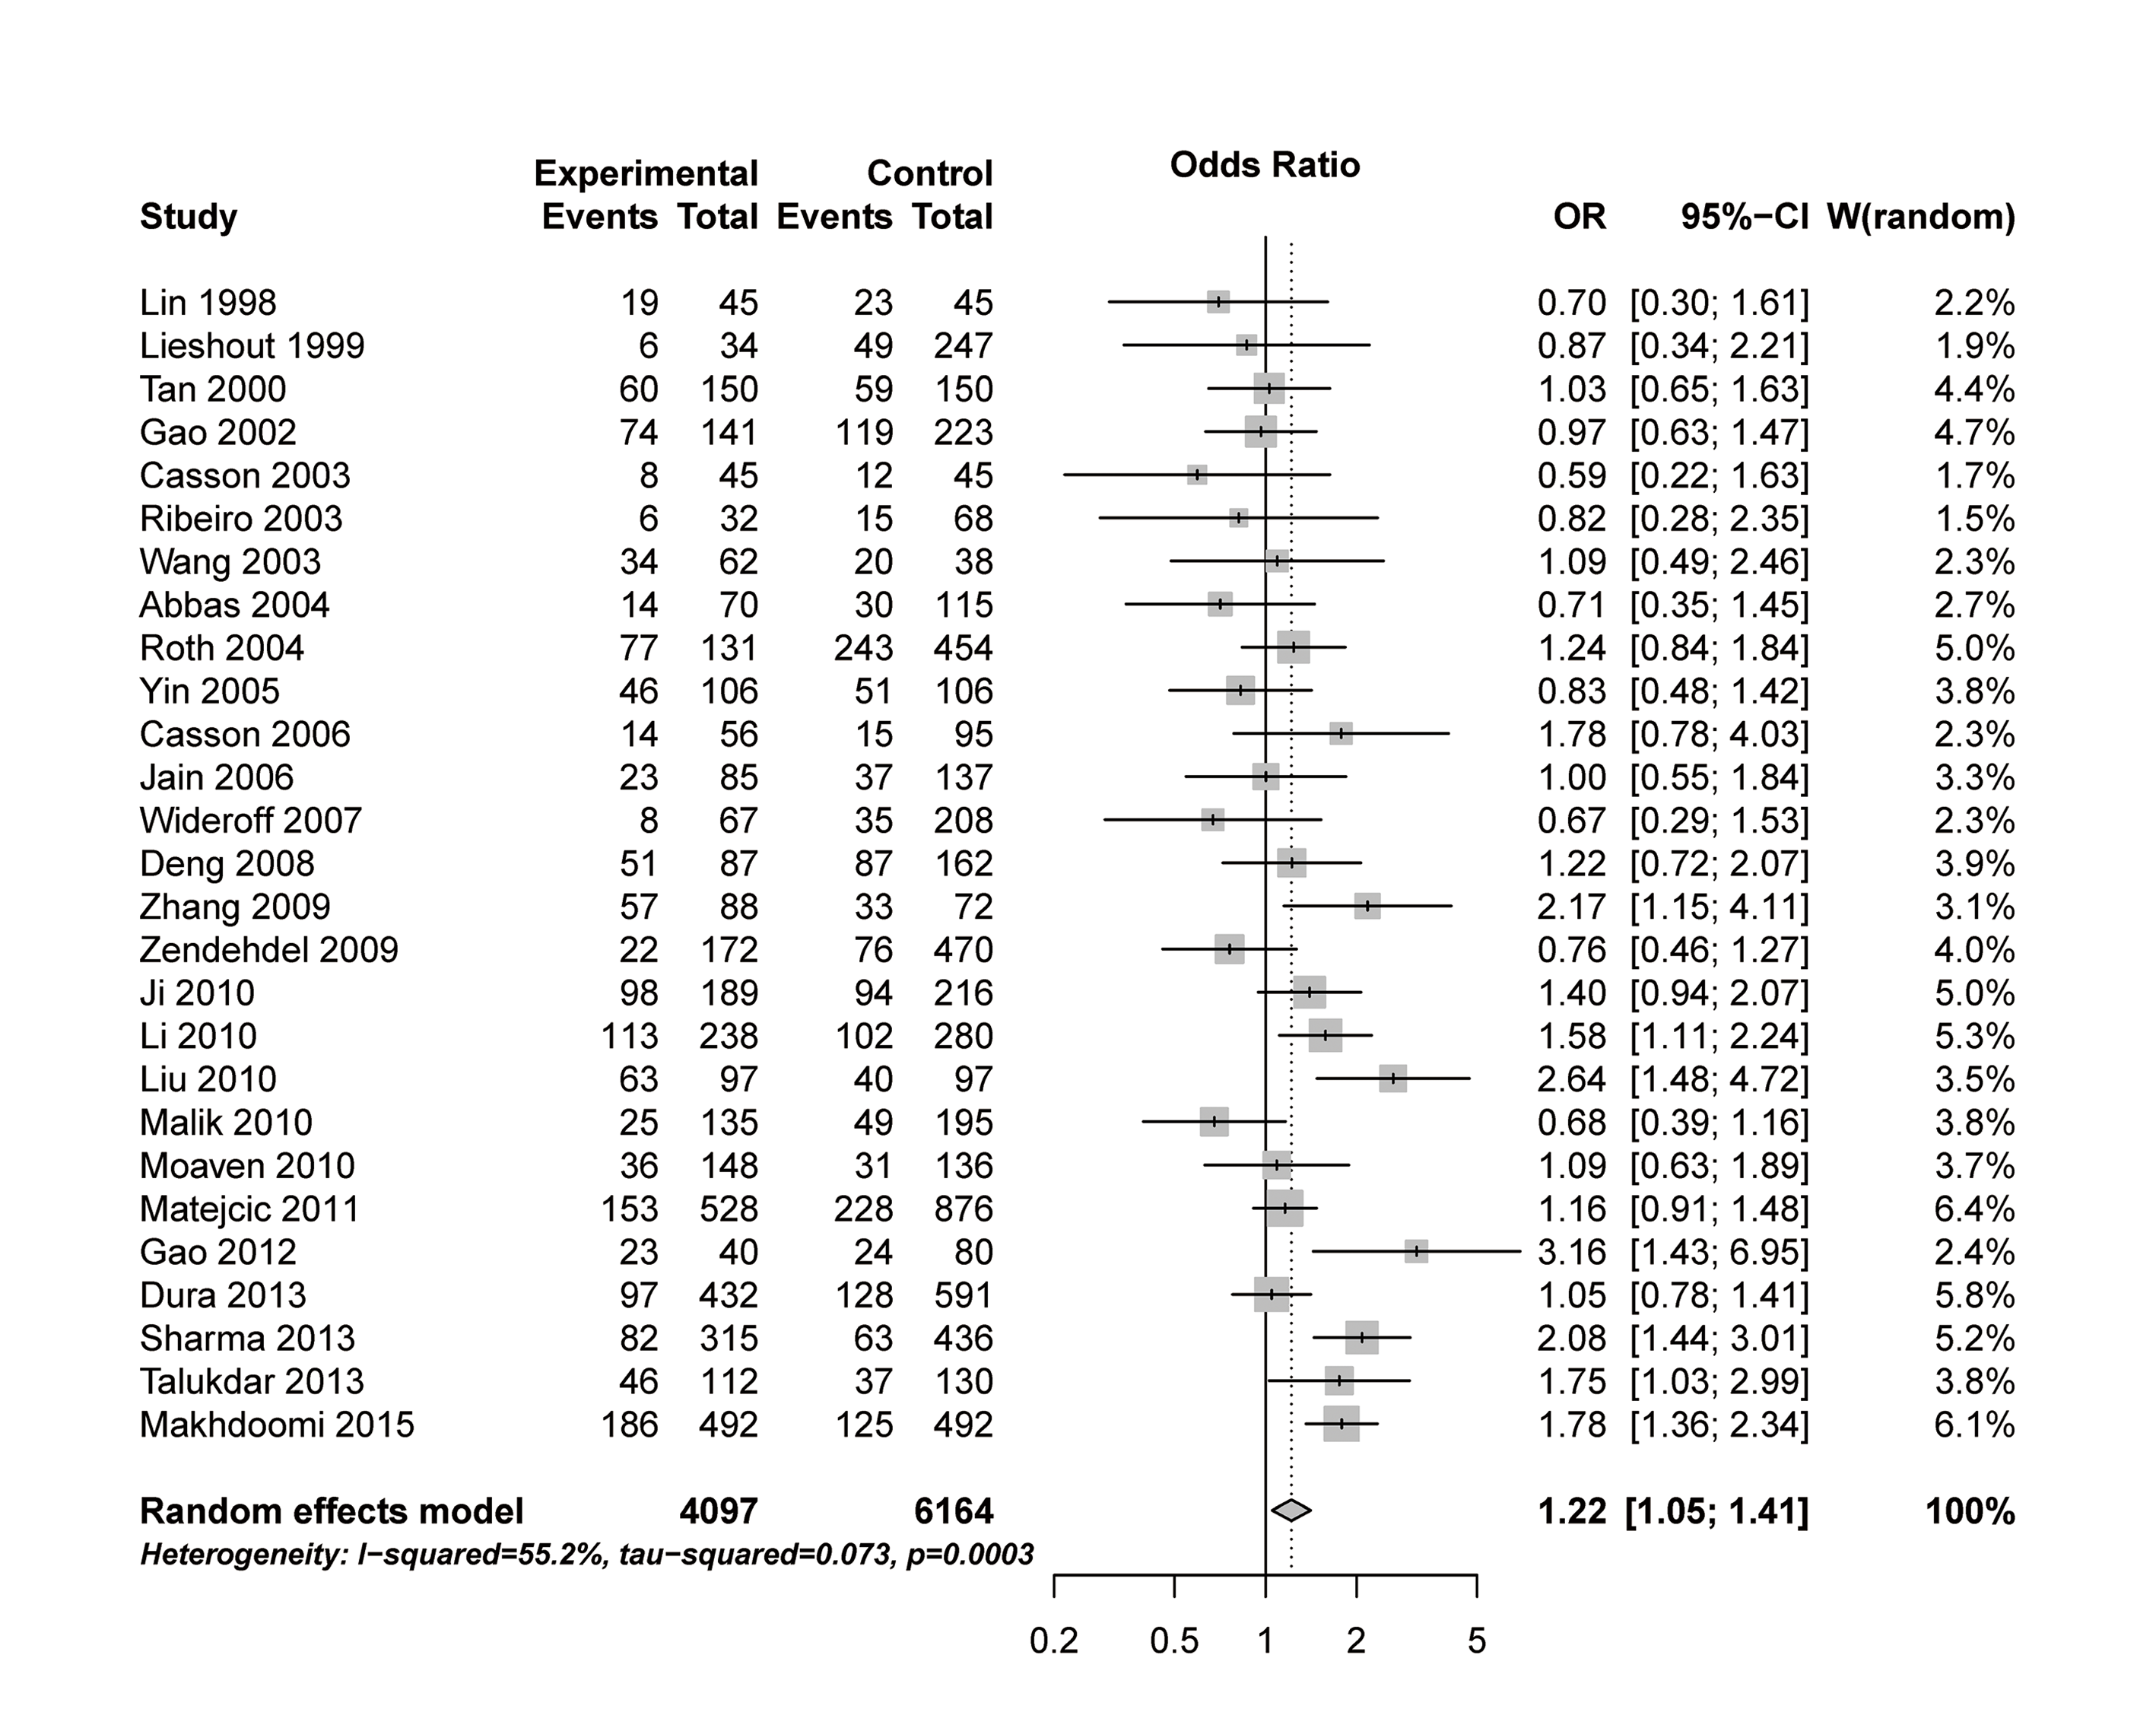 Experimental Control Odds Ratio
Study Events Total Events Total OR 95%−CI W(random)
Lin 1998 19 45 23 45 0.70 [0.30; 1.61] 2.2%
Lieshout 1999 6 34 49 247 0.87 [0.34; 2.21] 1.9%
Tan 2000 60 150 59 150 1.03 [0.65; 1.63] 4.4%
Gao 2002 74 141 119 223 0.97 [0.63; 1.47] 4.7%
Casson 2003 8 45 12 45 0.59 [0.22; 1.63] 1.7%
Ribeiro 2003 6 32 15 68 0.82 [0.28; 2.35] 1.5%
Wang 2003 34 62 20 38 1.09 [0.49; 2.46] 2.3%
Abbas 2004 14 70 30 115 0.71 [0.35; 1.45] 2.7%
Roth 2004 77 131 243 454 1.24 [0.84; 1.84] 5.0%
Yin 2005 46 106 51 106 0.83 [0.48; 1.42] 3.8%
Casson 2006 14 56 15 95 1.78 [0.78; 4.03] 2.3%
Jain 2006 23 85 37 137 1.00 [0.55; 1.84] 3.3%
Wideroff 2007 8 67 35 208 0.67 [0.29; 1.53] 2.3%
Deng 2008 51 87 87 162 1.22 [0.72; 2.07] 3.9%
Zhang 2009 57 88 33 72 2.17 [1.15; 4.11] 3.1%
Zendehdel 2009 22 172 76 470 0.76 [0.46; 1.27] 4.0%
Ji 2010 98 189 94 216 1.40 [0.94; 2.07] 5.0%
Li 2010 113 238 102 280 1.58 [1.11; 2.24] 5.3%
Liu 2010 63 97 40 97 2.64 [1.48; 4.72] 3.5%
Malik 2010 25 135 49 195 0.68 [0.39; 1.16] 3.8%
Moaven 2010 36 148 31 136 1.09 [0.63; 1.89] 3.7%
Matejcic 2011 153 528 228 876 1.16 [0.91; 1.48] 6.4%
Gao 2012 23 40 24 80 3.16 [1.43; 6.95] 2.4%
Dura 2013 97 432 128 591 1.05 [0.78; 1.41] 5.8%
Sharma 2013 82 315 63 436 2.08 [1.44; 3.01] 5.2%
Talukdar 2013 46 112 37 130 1.75 [1.03; 2.99] 3.8%
Makhdoomi 2015 186 492 125 492 1.78 [1.36; 2.34] 6.1%
Random effects model 4097 6164 1.22 [1.05; 1.41] 100%
Heterogeneity: I−squared=55.2%, tau−squared=0.073, p=0.0003
0.2 0.5 1 2 5